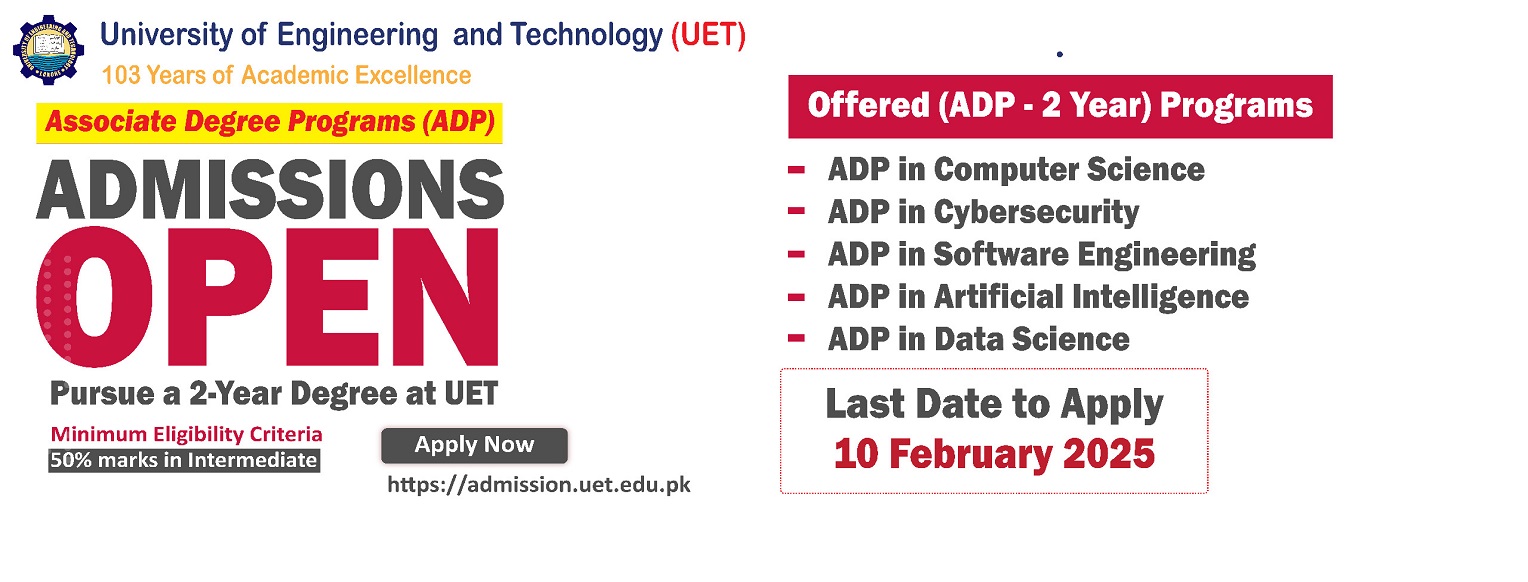 University of Engineering and Technology (UET)
103 Years of Academic Excellence
Associate Degree Programs (ADP)
ADMISSIONS
OPEN
Pursue a 2-Year Degree at UET
Minimum Eligibility Criteria
50% marks in Intermediate
Apply Now
https://admission.uet.edu.pk
Offered (ADP - 2 Year) Programs
- ADP in Computer Science
- ADP in Cybersecurity
- ADP in Software Engineering
- ADP in Artificial Intelligence
- ADP in Data Science
Last Date to Apply
10 February 2025